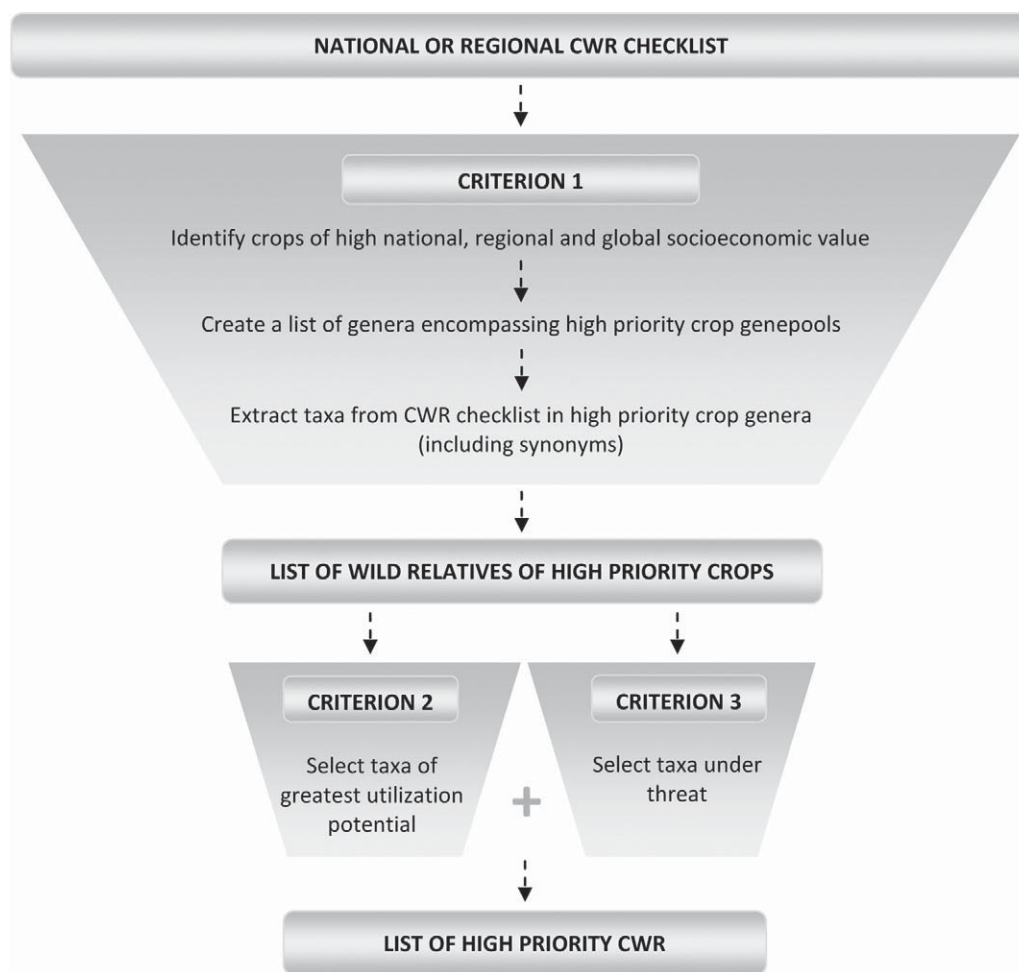 NATIONAL OR REGIONAL CWR CHECKLIST
CRITERION 1
Identify crops of high national, regional and global socioeconomic value
Create a list of genera encompassing high priority crop genepools
Extract taxa from CWR checklist in high priority crop genera
(including synonyms)
LIST OF WILD RELATIVES OF HIGH PRIORITY CROPS
CRITERION 2
Select taxa of
greatest utilization
potential
+
CRITERION 3
Select taxa under
threat
LIST OF HIGH PRIORITY CWR